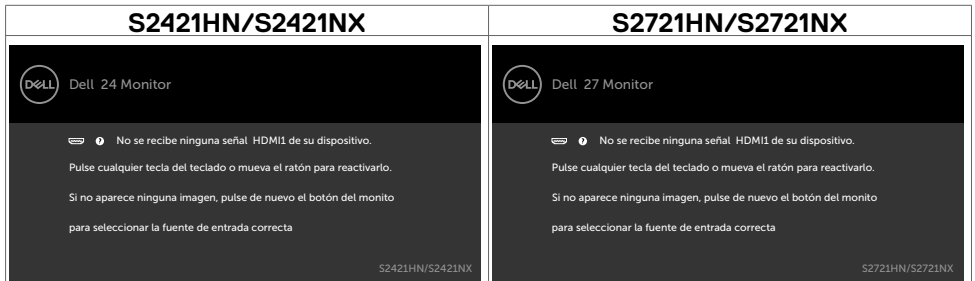 S2421HN/S2421NX
S2721HN/S2721NX
DELL
Dell 24 Monitor
No se recibe ninguna señal HDMI1 de su dispositivo.
Pulse cualquier tecla del teclado o mueva el ratón para reactivarlo.
Si no aparece ninguna imagen, pulse de nuevo el botón del monito
para seleccionar la fuente de entrada correcta
S2421HN/S2421NX
DELL
Dell 27 Monitor
No se recibe ninguna señal HDMI1 de su dispositivo.
Pulse cualquier tecla del teclado o mueva el ratón para reactivarlo.
Si no aparece ninguna imagen, pulse de nuevo el botón del monito
para seleccionar la fuente de entrada correcta
S2721HN/S2721NX